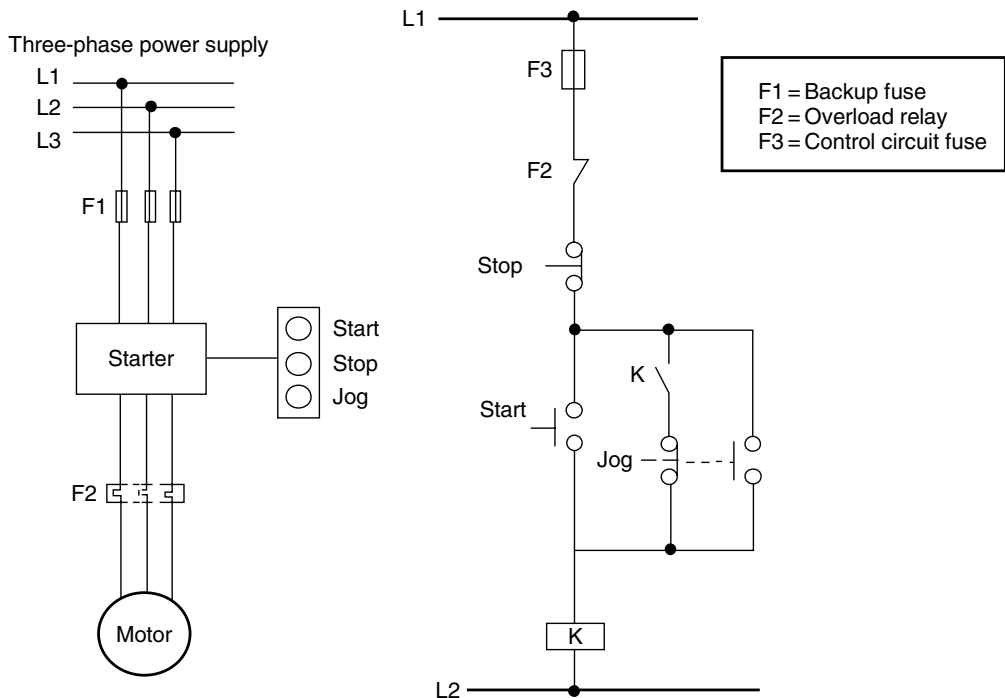 Three-phase power supply
L1
L2
L3
F1
Starter
Start
Stop
Jog
F2
Motor
L1
F3
F2
Stop
K
Start
Jog
K
L2
F1 = Backup fuse
F2 = Overload relay
F3 = Control circuit fuse